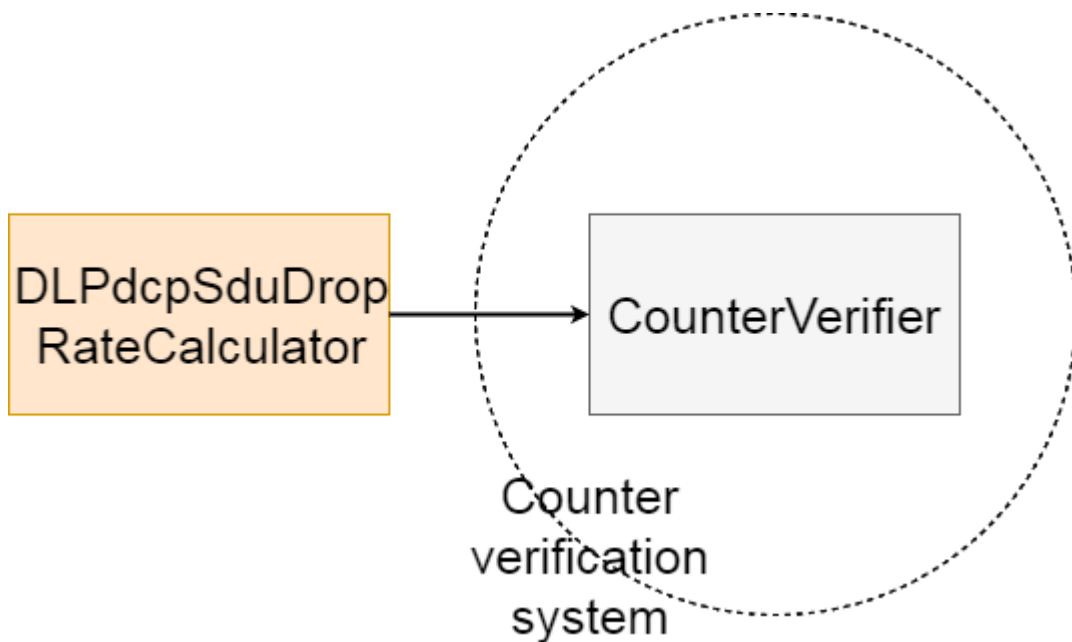 DLPdcpSduDrop
RateCalculator
CounterVerifier
Counter
verification
system